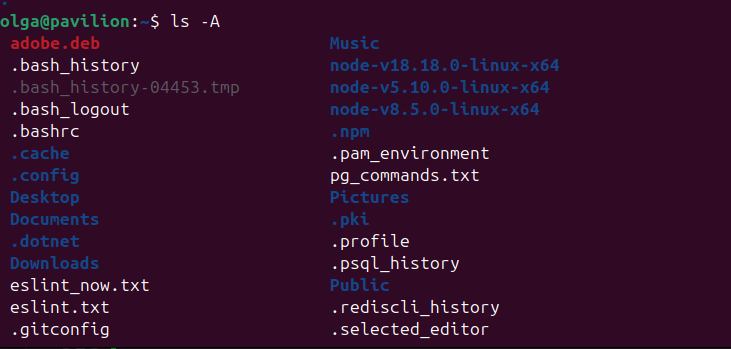 olga@pavilion:~$ ls -A
adobe.deb Music
.bash_history node-v18.18.0-linux-x64
.bash_history-04453.tmp node-v5.10.0-linux-x64
.bash_logout node-v8.5.0-linux-x64
.bashrc .npm
.cache .pam_environment
.config pg_commands.txt
Desktop Pictures
Documents .pki
.dotnet .profile
Downloads .psql_history
eslint_now.txt Public
eslint.txt .rediscli_history
.gitconfig .selected_editor